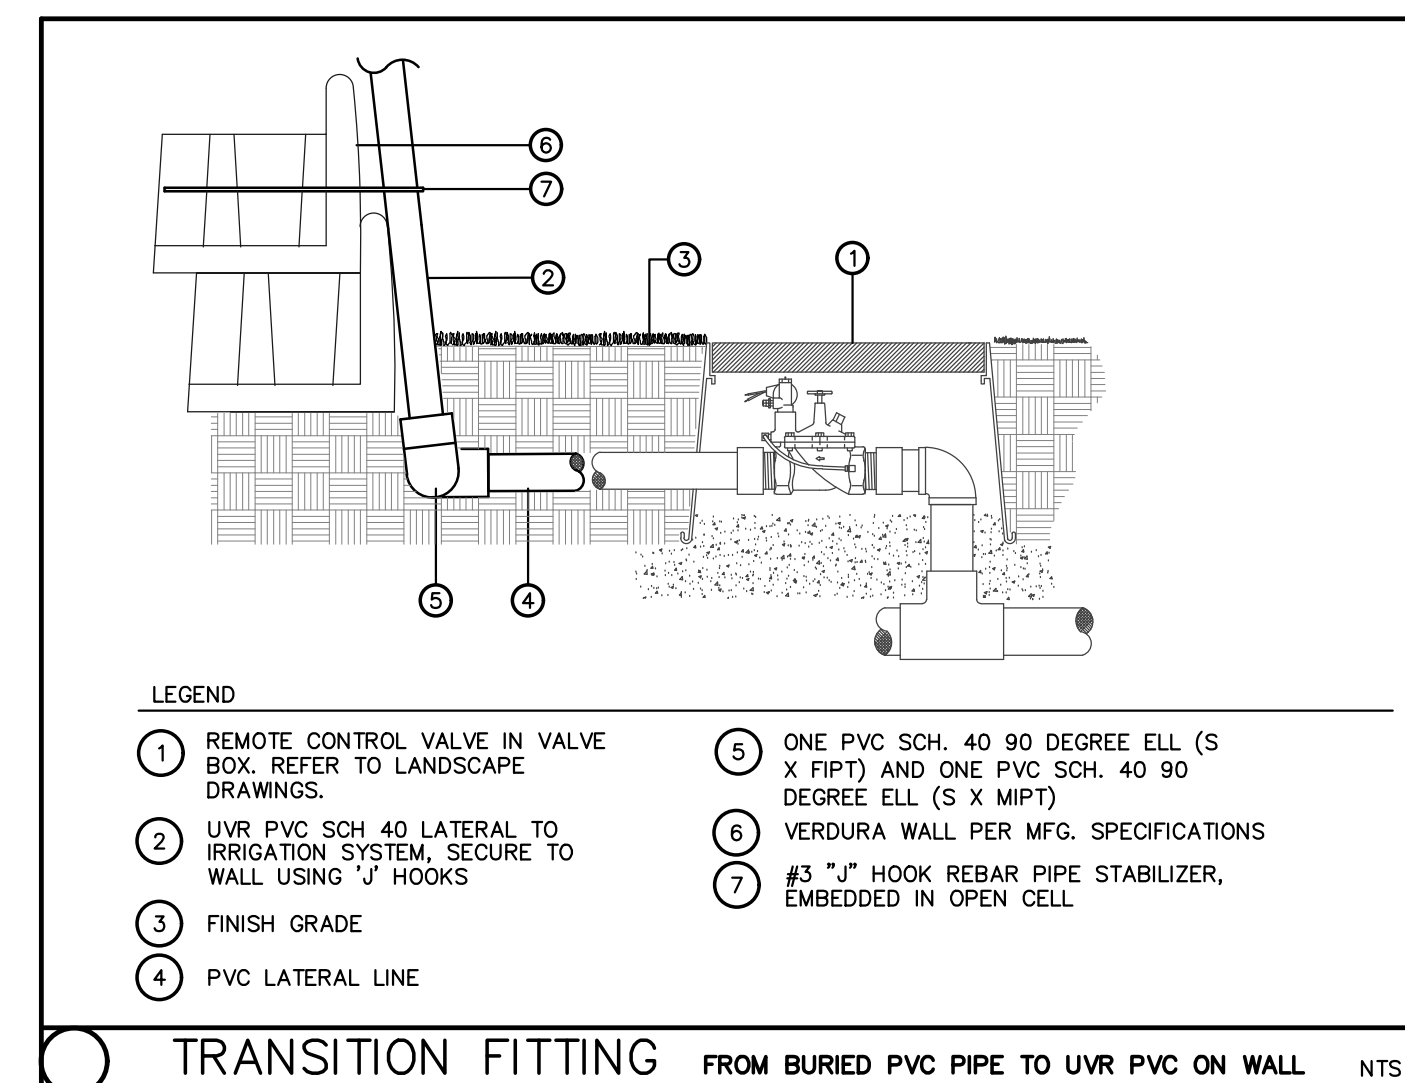 6
7
2
3
1
5
4
LEGEND
1
REMOTE CONTROL VALVE IN VALVE
BOX. REFER TO LANDSCAPE
DRAWINGS.
2
UVR PVC SCH 40 LATERAL TO
IRRIGATION SYSTEM, SECURE TO
WALL USING 'J' HOOKS
3
FINISH GRADE
4
PVC LATERAL LINE
5
ONE PVC SCH. 40 90 DEGREE ELL (S
X FIPT) AND ONE PVC SCH. 40 90
DEGREE ELL (S X MIPT)
6
VERDURA WALL PER MFG. SPECIFICATIONS
7
#3 "J" HOOK REBAR PIPE STABILIZER,
EMBEDDED IN OPEN CELL
TRANSITION FITTING FROM BURIED PVC PIPE TO UVR PVC ON WALL NTS